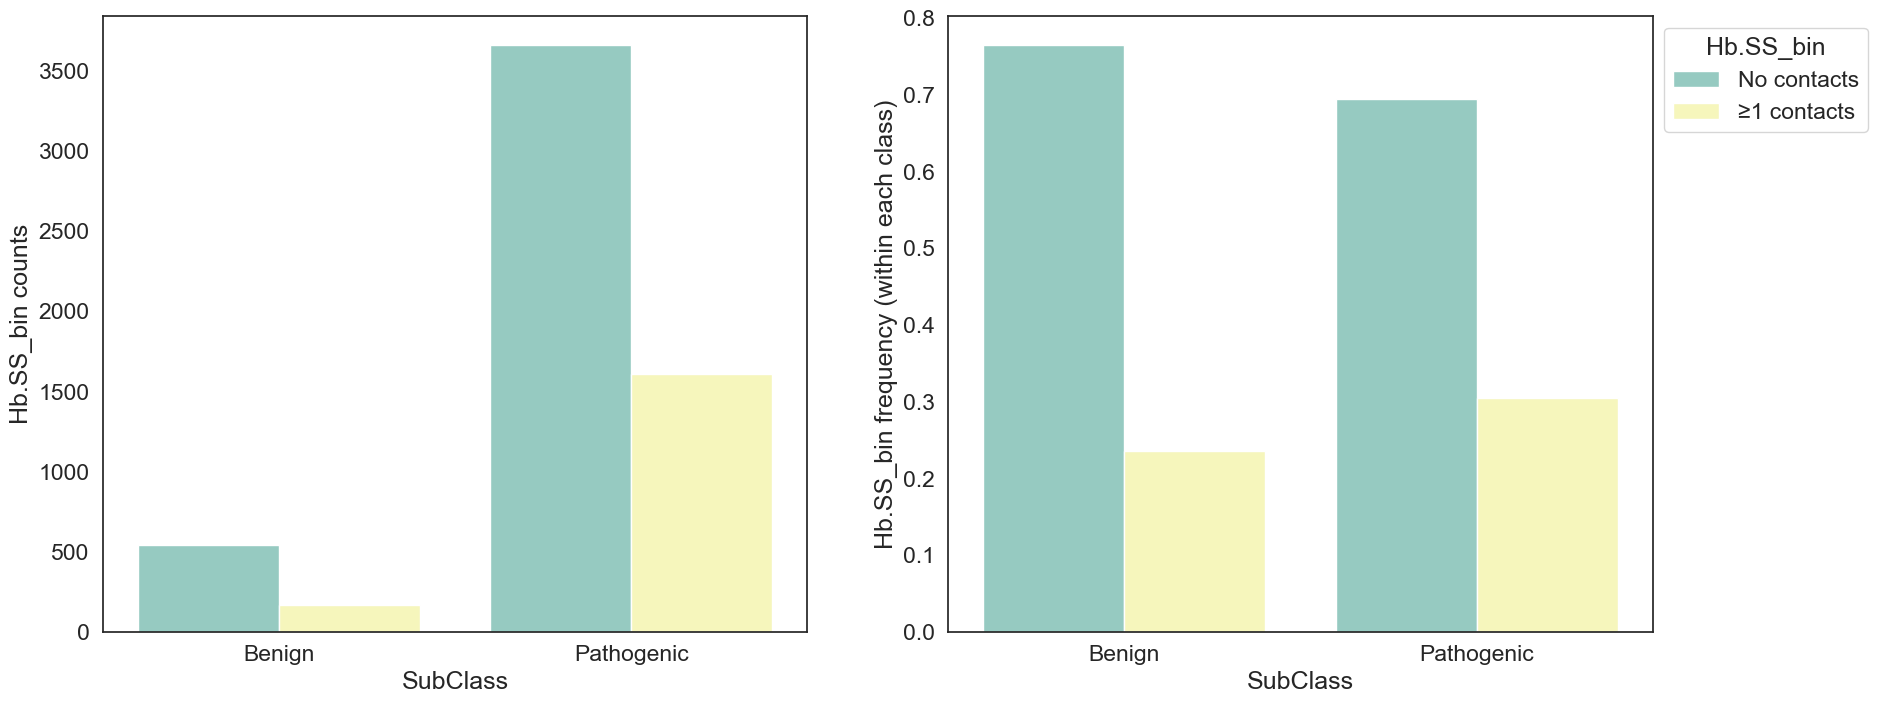 Hb.SS_bin counts
3500
3000
2500
2000
1500
1000
500
0
Benign
Pathogenic
SubClass
Hb.SS_bin frequency (within each class)
0.8
0.7
0.6
0.5
0.4
0.3
0.2
0.1
0.0
Benign
Pathogenic
SubClass
Hb.SS_bin
No contacts
≥1 contacts